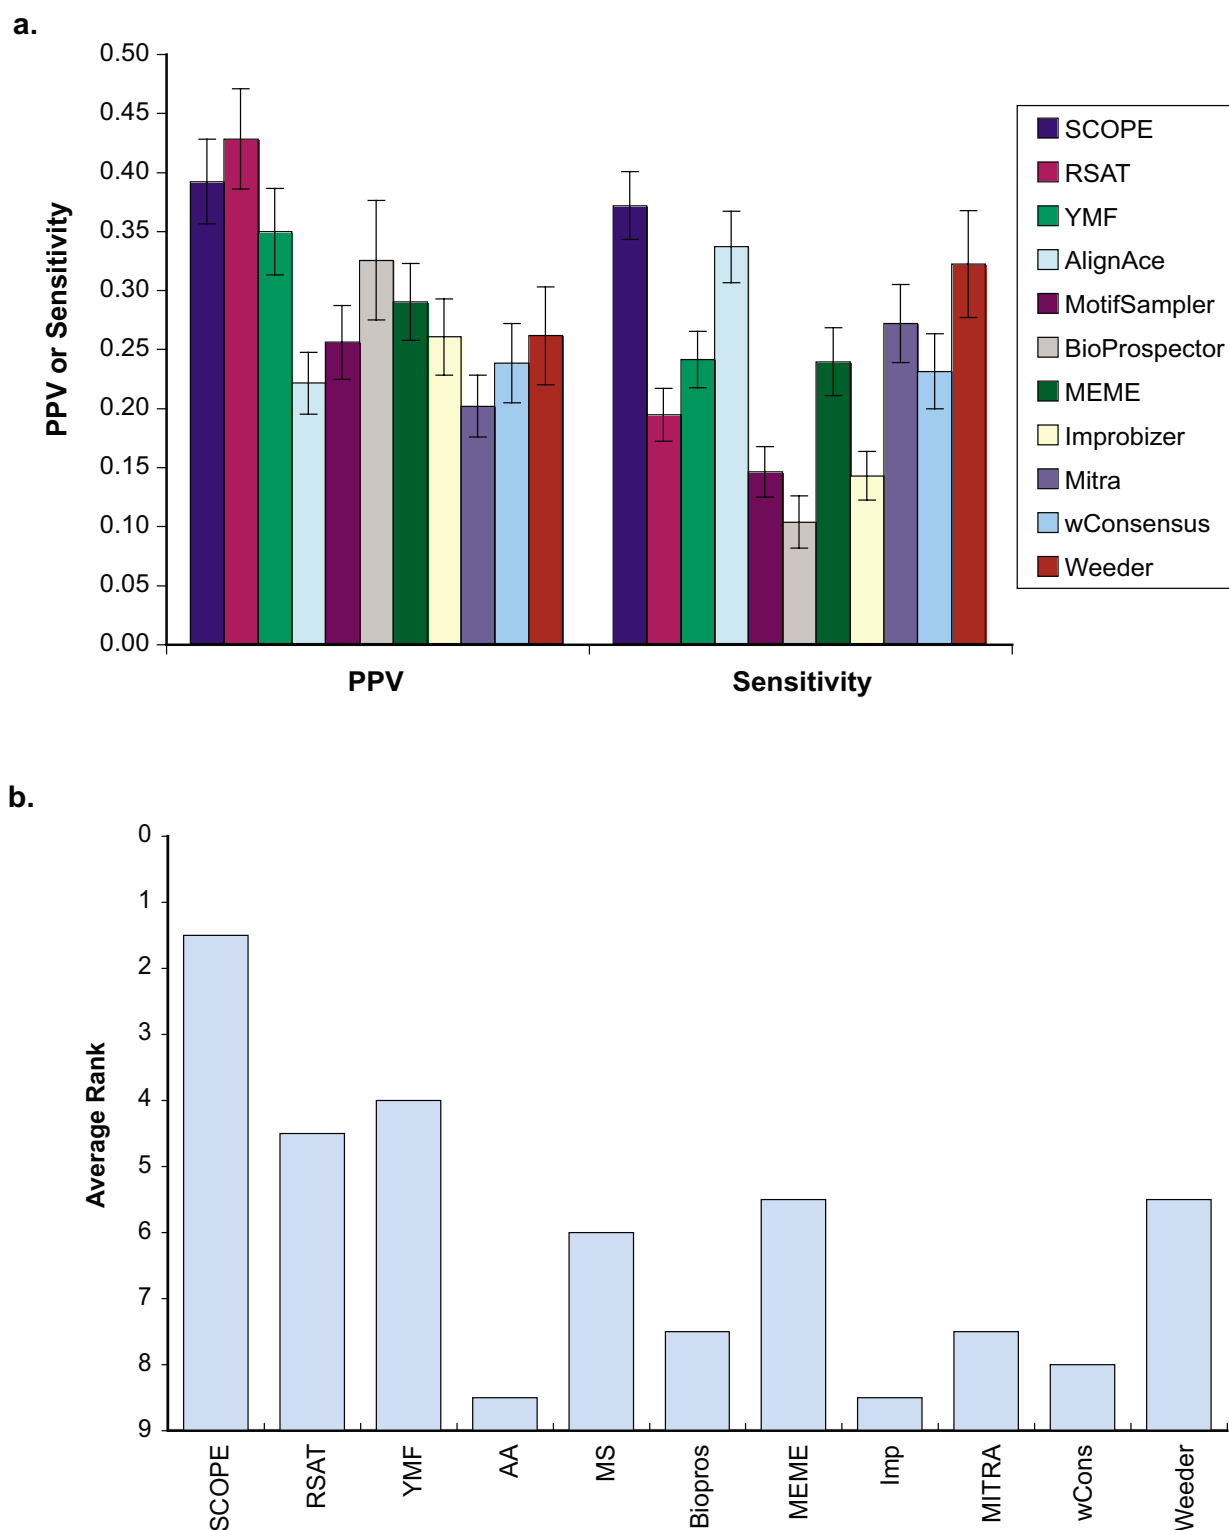 a.
0.50
0.45
0.40
0.35
0.30
0.25
0.20
0.15
0.10
0.05
0.00
PPV or Sensitivity
PPV
Sensitivity
SCOPE
RSAT
YMF
AlignAce
MotifSampler
BioProspector
MEME
Improbizer
Mitra
wConsensus
Weeder
b.
0
1
2
3
4
5
6
7
8
9
Average Rank
SCOPE
RSAT
YMF
AA
MS
Biopros
MEME
Imp
MITRA
wCons
Weeder